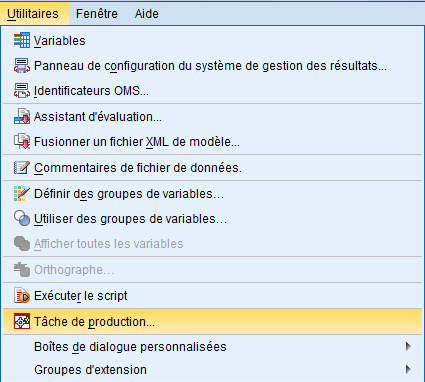 Utilitaires Fenêtre Aide
Variables
Panneau de configuration du système de gestion des résultats...
Identificateurs OMS...
Assistant d'évaluation...
Fusionner un fichier XML de modèle...
Commentaires de fichier de données.
Définir des groupes de variables...
Utiliser des groupes de variables...
Afficher toutes les variables
Orthographe...
Exécuter le script
Tâche de production...
Boîtes de dialogue personnalisées
Groupes d'extension